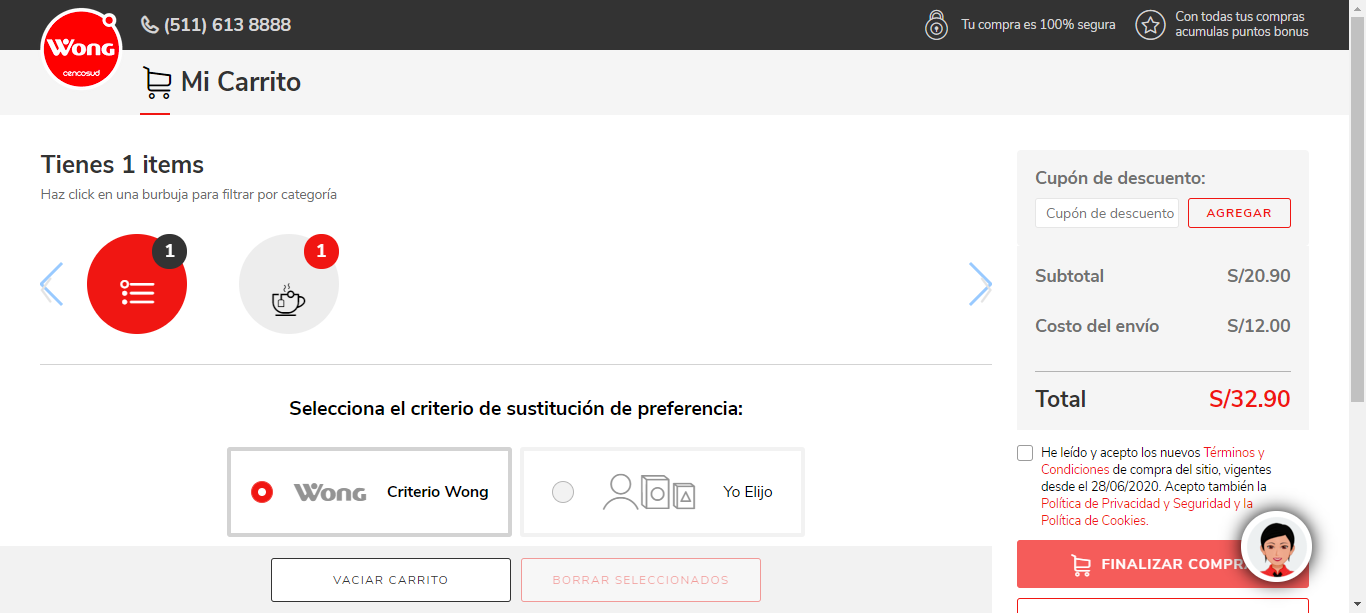 (511) 613 8888
Tu compra es 100% segura
Con todas tus compras
acumulas puntos bonus
Wong
cencosud
Mi Carrito
Tienes 1 items
Haz click en una burbuja para filtrar por categoría
1
1
Selecciona el criterio de sustitución de preferencia:
Wong
Criterio Wong
Yo Elijo
VACIAR CARRITO
BORRAR SELECCIONADOS
Cupón de descuento:
Cupón de descuento
AGREGAR
Subtotal S/20.90
Costo del envío S/12.00
Total S/32.90
He leído y acepto los nuevos Términos y
Condiciones de compra del sitio, vigentes
desde el 28/06/2020. Acepto también la
Política de Privacidad y Seguridad y la
Política de Cookies.
FINALIZAR COMPR